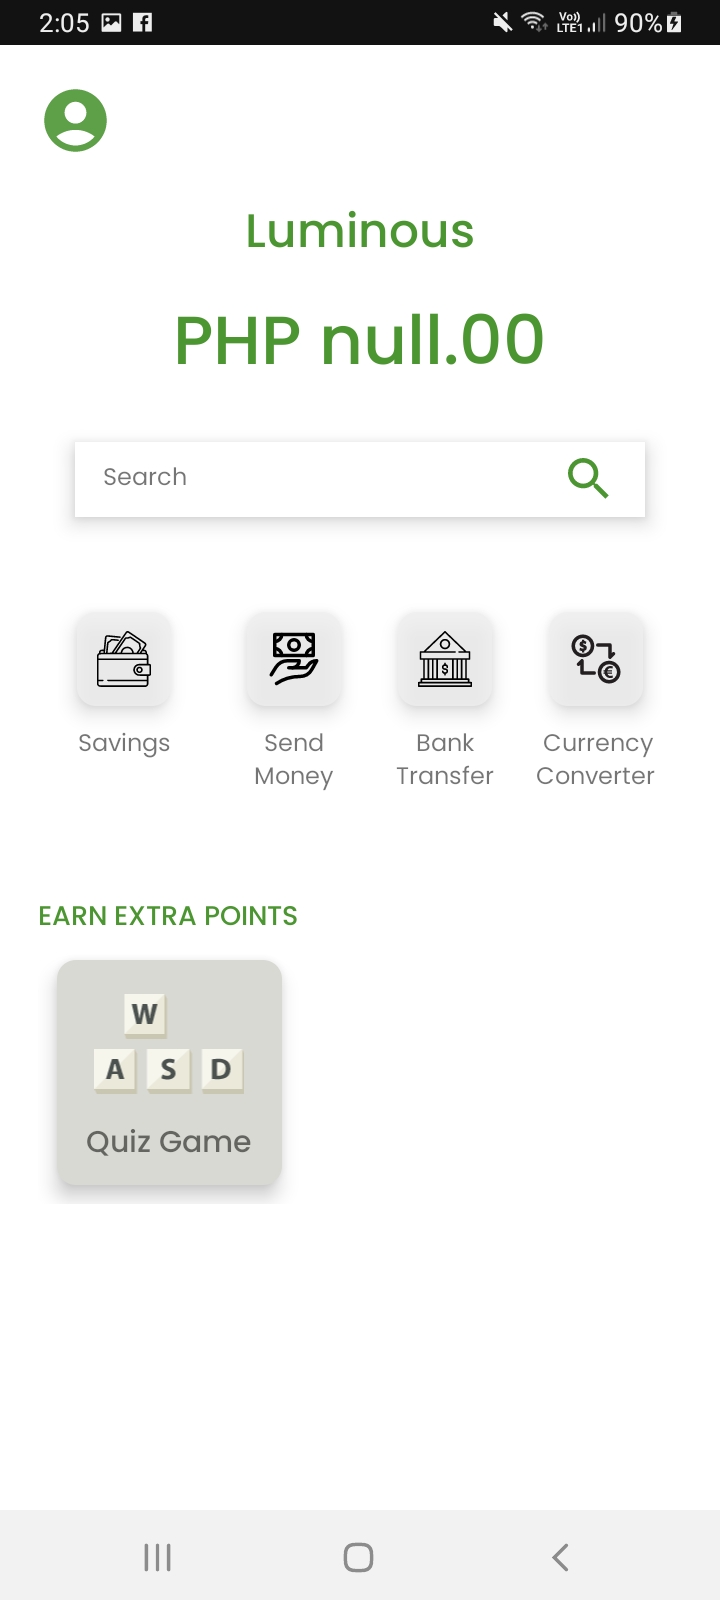 2:05 Vo)) LTE1 90%
Luminous
PHP null.00
Search
Savings
Send
Money
Bank
Transfer
Currency
Converter
EARN EXTRA POINTS
W
A S D
Quiz Game